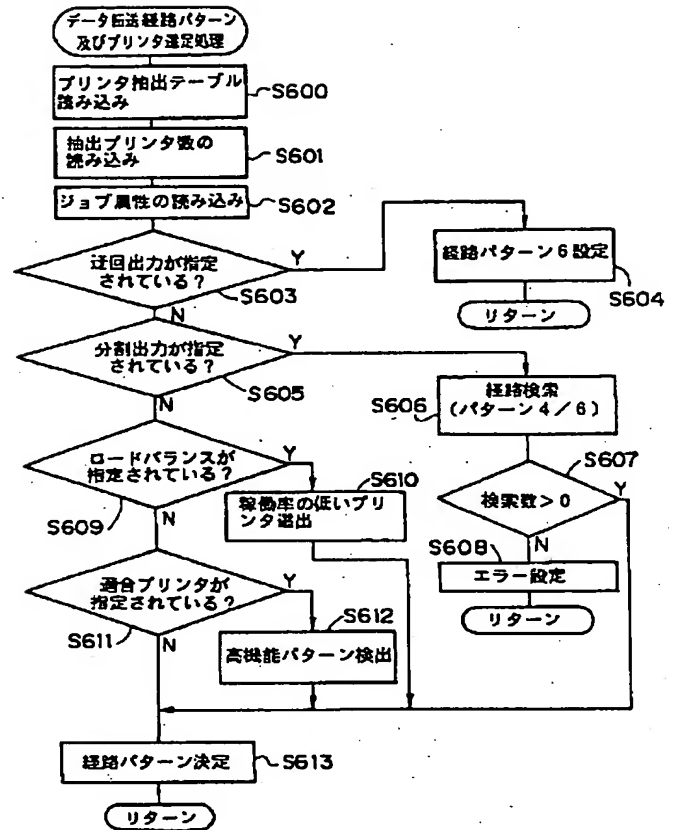 データ転送経路パターン
及びプリンタ選定処理
プリンタ抽出テーブル
読み込み
S600
抽出プリンタ数の
読み込み
S601
ジョブ属性の読み込み
S602
迂回出力が指定
されている?
Y
S603
N
経路パターン6設定
S604
リターン
分割出力が指定
されている?
Y
S605
N
経路検索
(パターン4/6)
S606
S607
検索数>0
Y
N
S608
エラー設定
リターン
ロードバランスが
指定されている?
Y
S609
N
S610
稼働率の低いプリ
ンタ選出
適合プリンタが
指定されている?
Y
S611
N
S612
高機能パターン検出
経路パターン決定
S613
リターン